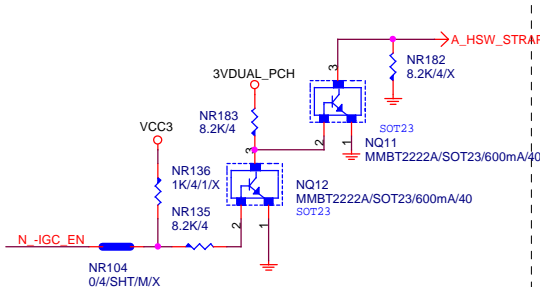 A_HSW_STRAP
3
NR182
8.2K/4/X
3VDUAL_PCH
NR183
8.2K/4
SOT23
2
1
NQ11
MMBT2222A/SOT23/600mA/40
VCC3
3
NR136
1K/4/1/X
NQ12
MMBT2222A/SOT23/600mA/40
SOT23
NR135
8.2K/4
2
1
N_-IGC_EN
NR104
0/4/SHT/M/X